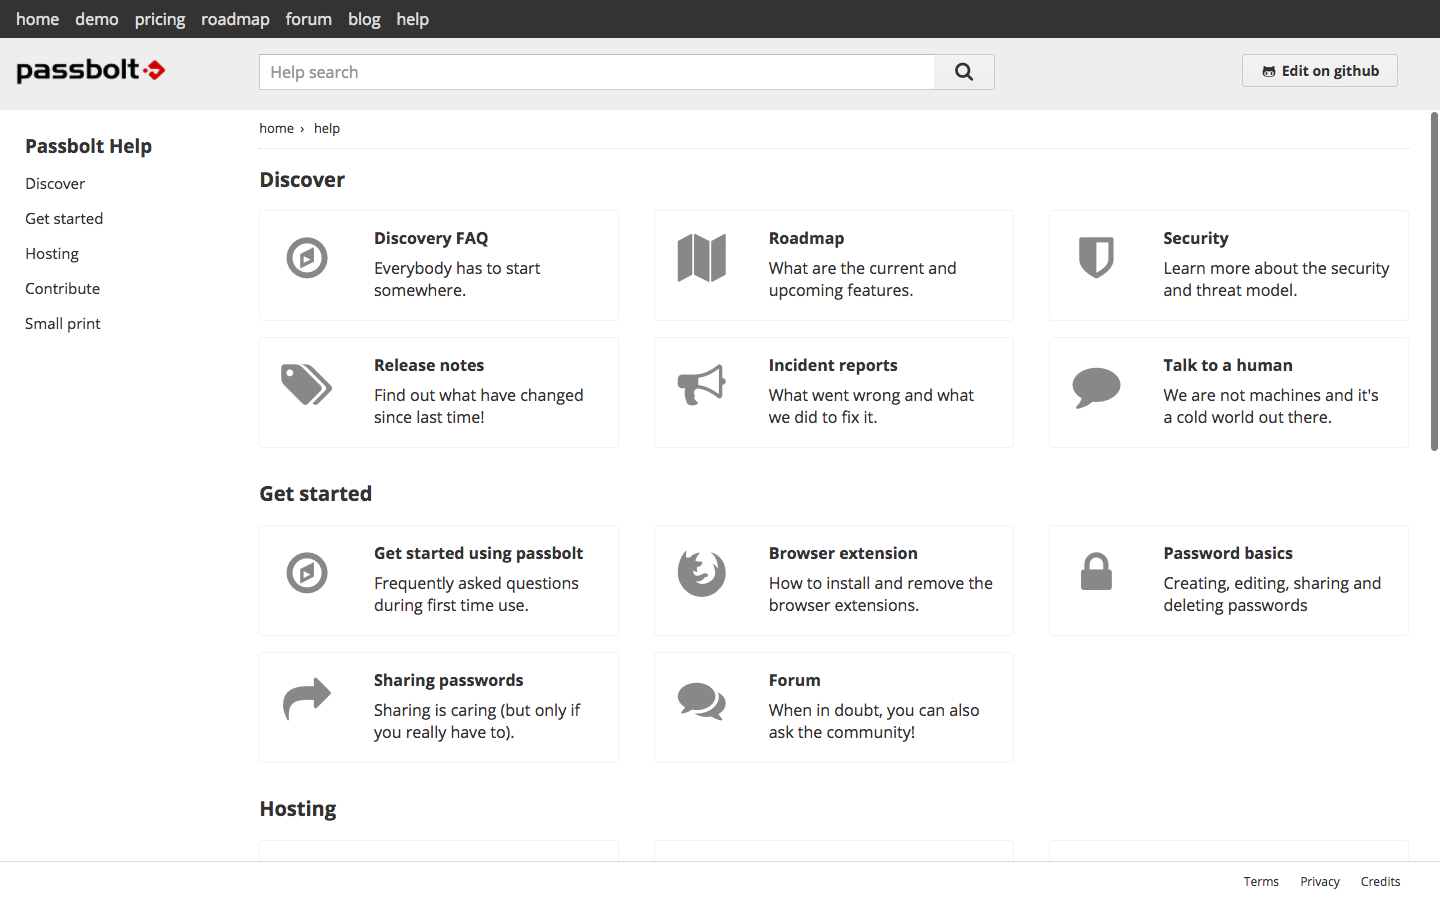 home demo pricing roadmap forum blog help
passbolt
Help search
Edit on github
Passbolt Help
Discover
Get started
Hosting
Contribute
Small print
home › help
Discover
Discovery FAQ
Everybody has to start
somewhere.
Roadmap
What are the current and
upcoming features.
Security
Learn more about the security
and threat model.
Release notes
Find out what have changed
since last time!
Incident reports
What went wrong and what
we did to fix it.
Talk to a human
We are not machines and it's
a cold world out there.
Get started
Get started using passbolt
Frequently asked questions
during first time use.
Browser extension
How to install and remove the
browser extensions.
Password basics
Creating, editing, sharing and
deleting passwords
Sharing passwords
Sharing is caring (but only if
you really have to).
Forum
When in doubt, you can also
ask the community!
Hosting
Terms Privacy Credits